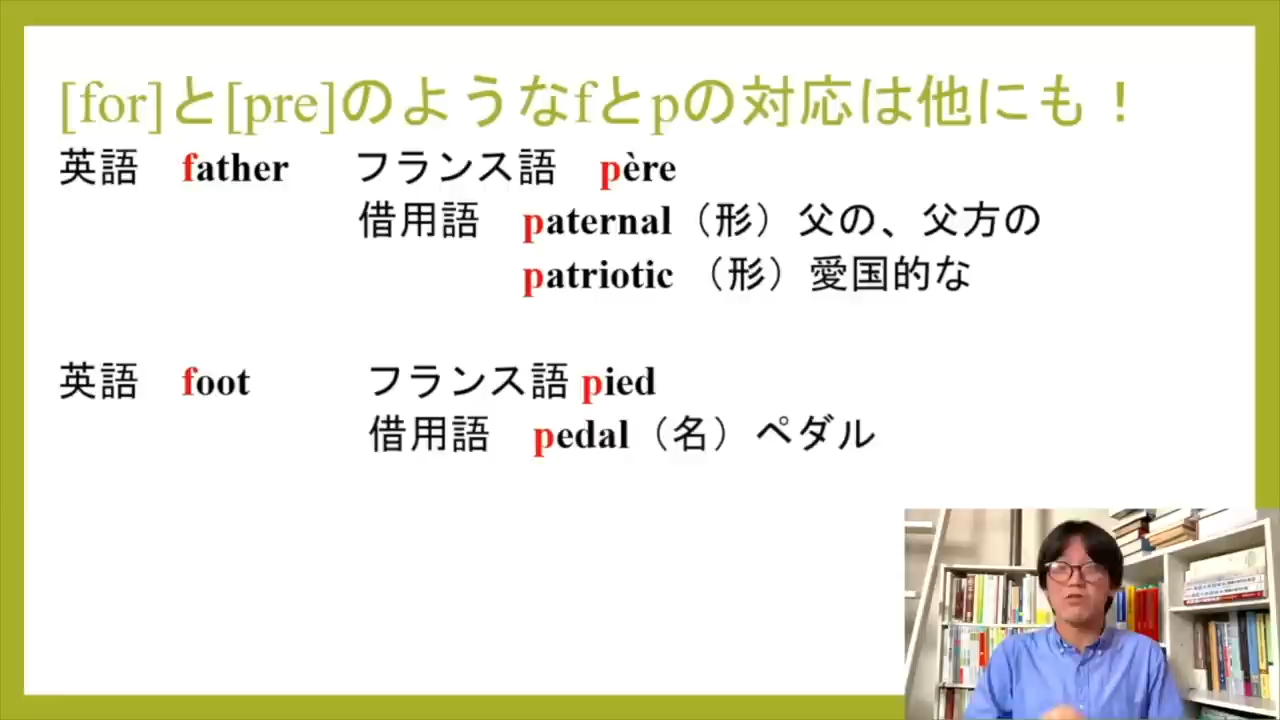 [for]と[pre]のようなfとpの対応は他にも！
英語 father フランス語 père
借用語 paternal（形）父の、父方の
patriotic （形）愛国的な
英語 foot フランス語 pied
借用語 pedal（名）ペダル